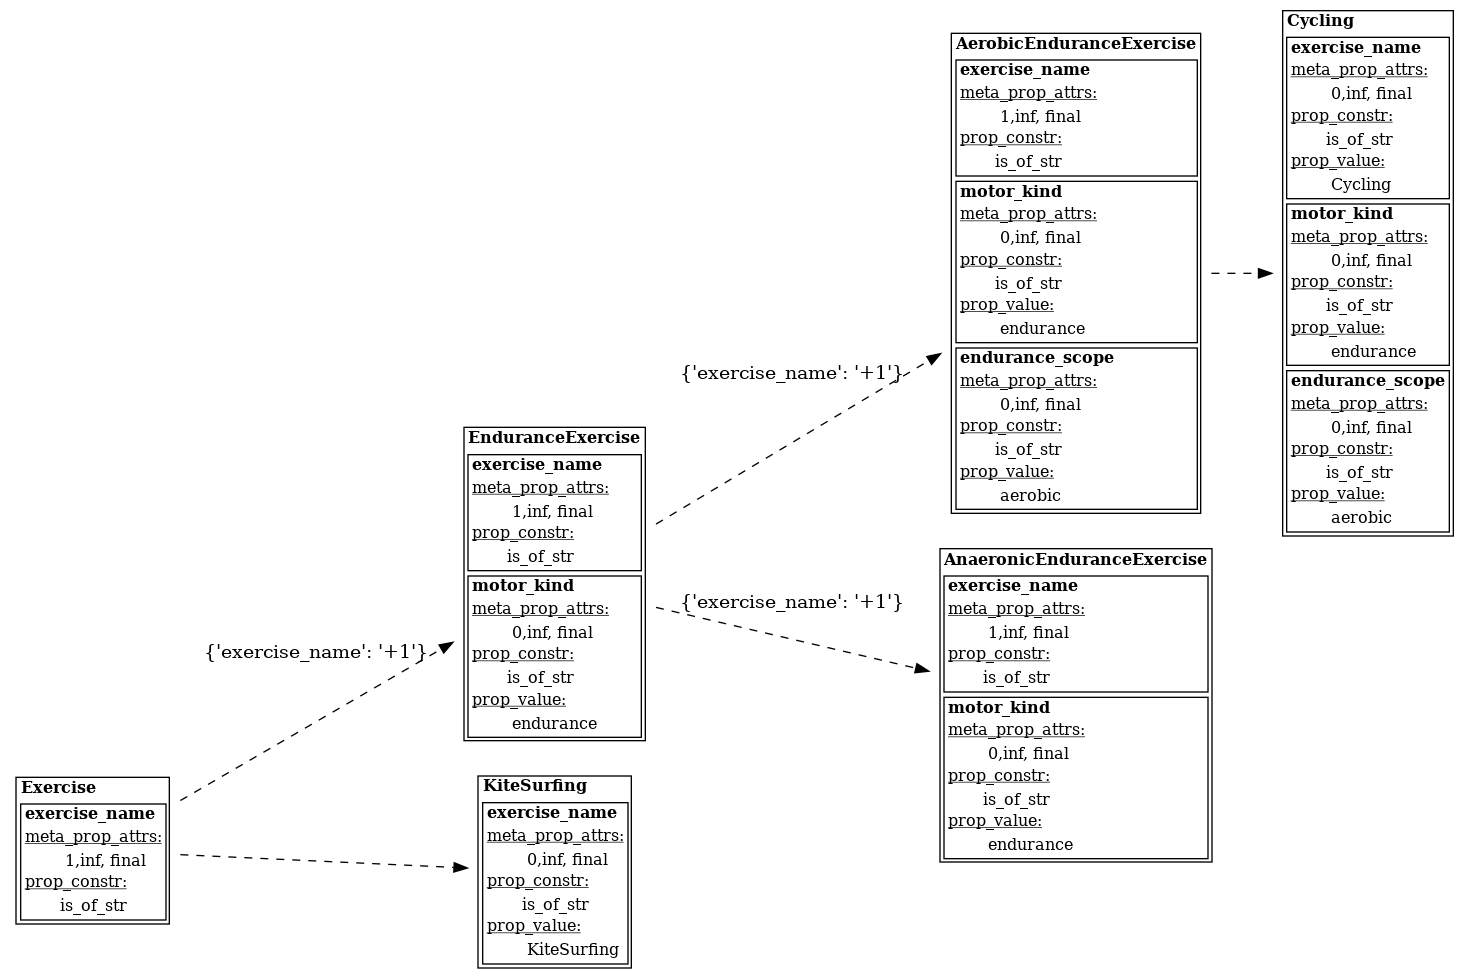 Exercise
exercise_name
meta_prop_attrs:
1,inf, final
prop_constr:
is_of_str
{'exercise_name': '+1'}
EnduranceExercise
exercise_name
meta_prop_attrs:
1,inf, final
prop_constr:
is_of_str
motor_kind
meta_prop_attrs:
0,inf, final
prop_constr:
is_of_str
prop_value:
endurance
KiteSurfing
exercise_name
meta_prop_attrs:
0,inf, final
prop_constr:
is_of_str
prop_value:
KiteSurfing
{'exercise_name': '+1'}
{'exercise_name': '+1'}
AerobicEnduranceExercise
exercise_name
meta_prop_attrs:
1,inf, final
prop_constr:
is_of_str
motor_kind
meta_prop_attrs:
0,inf, final
prop_constr:
is_of_str
prop_value:
endurance
endurance_scope
meta_prop_attrs:
0,inf, final
prop_constr:
is_of_str
prop_value:
aerobic
AnaeronicEnduranceExercise
exercise_name
meta_prop_attrs:
1,inf, final
prop_constr:
is_of_str
motor_kind
meta_prop_attrs:
0,inf, final
prop_constr:
is_of_str
prop_value:
endurance
Cycling
exercise_name
meta_prop_attrs:
0,inf, final
prop_constr:
is_of_str
prop_value:
Cycling
motor_kind
meta_prop_attrs:
0,inf, final
prop_constr:
is_of_str
prop_value:
endurance
endurance_scope
meta_prop_attrs:
0,inf, final
prop_constr:
is_of_str
prop_value:
aerobic